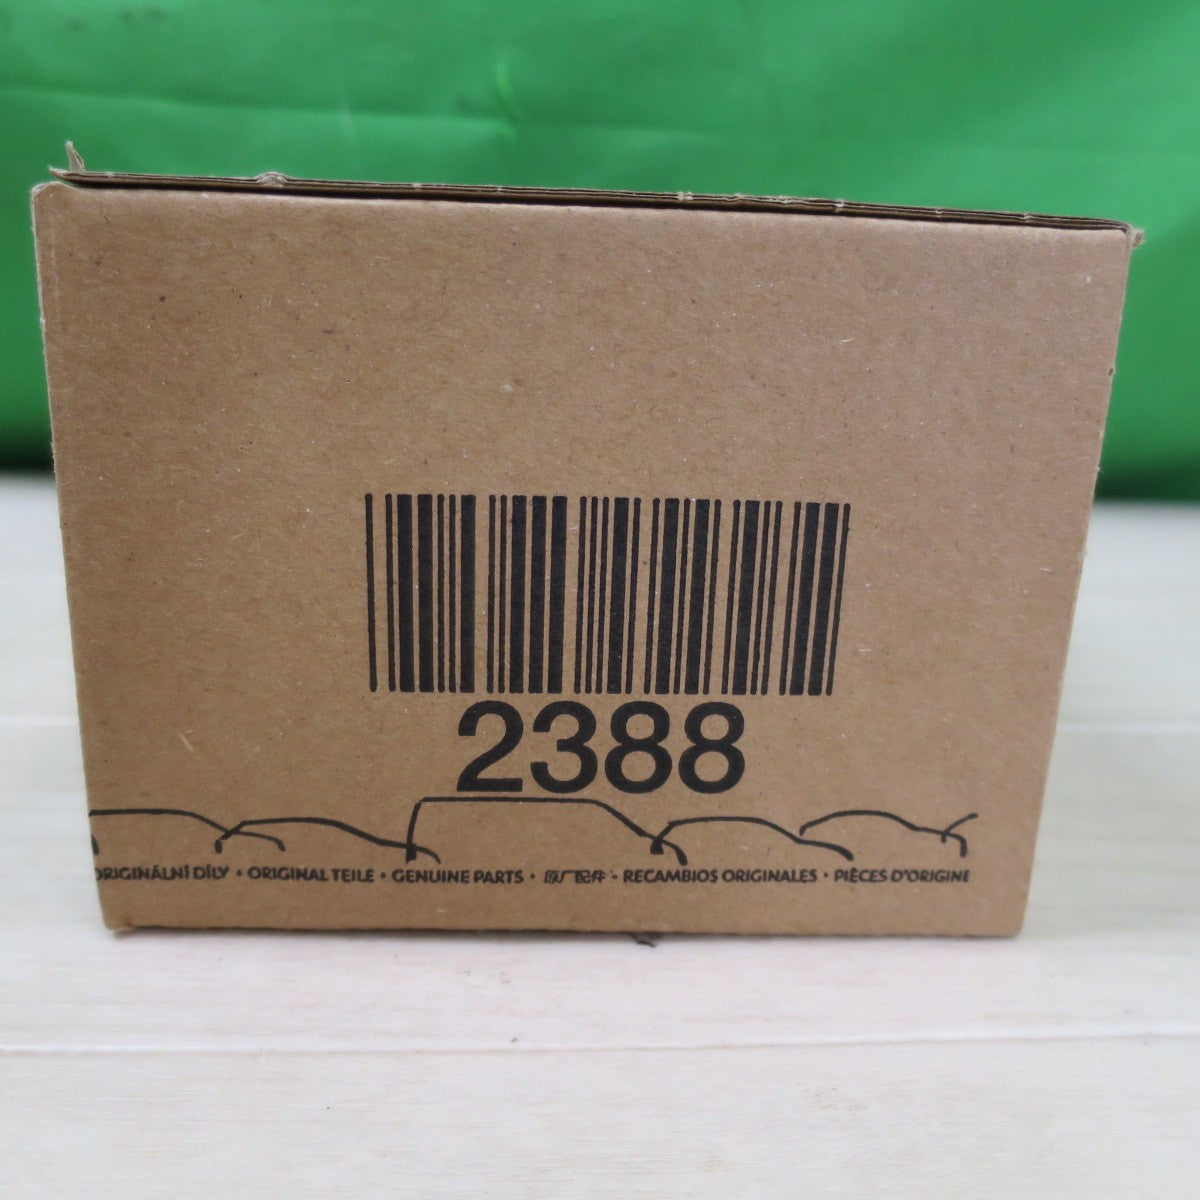 2388
ORIGINÁLNÍ DÍLY • ORIGINAL TEILE • GENUINE PARTS • 原厂配件 • RECAMBIOS ORIGINALES • PIÈCES D'ORIGINE